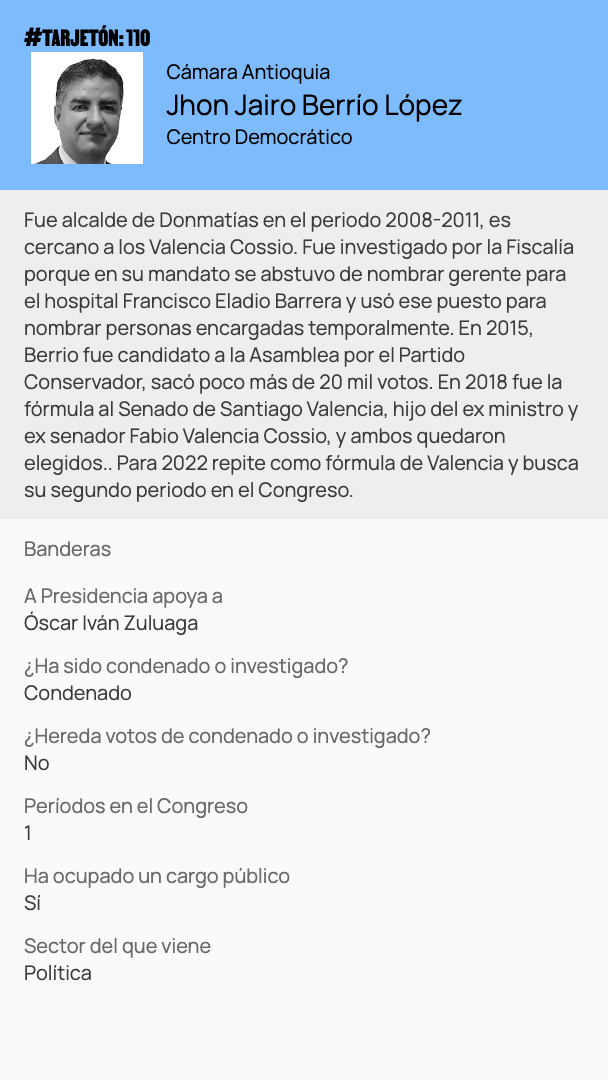 #TARJETÓN: 110
Cámara Antioquia
Jhon Jairo Berrío López
Centro Democrático
Fue alcalde de Donmatías en el periodo 2008-2011, es
cercano a los Valencia Cossio. Fue investigado por la Fiscalía
porque en su mandato se abstuvo de nombrar gerente para
el hospital Francisco Eladio Barrera y usó ese puesto para
nombrar personas encargadas temporalmente. En 2015,
Berrio fue candidato a la Asamblea por el Partido
Conservador, sacó poco más de 20 mil votos. En 2018 fue la
fórmula al Senado de Santiago Valencia, hijo del ex ministro y
ex senador Fabio Valencia Cossio, y ambos quedaron
elegidos.. Para 2022 repite como fórmula de Valencia y busca
su segundo periodo en el Congreso.
Banderas
A Presidencia apoya a
Óscar Iván Zuluaga
¿Ha sido condenado o investigado?
Condenado
¿Hereda votos de condenado o investigado?
No
Períodos en el Congreso
1
Ha ocupado un cargo público
Sí
Sector del que viene
Política